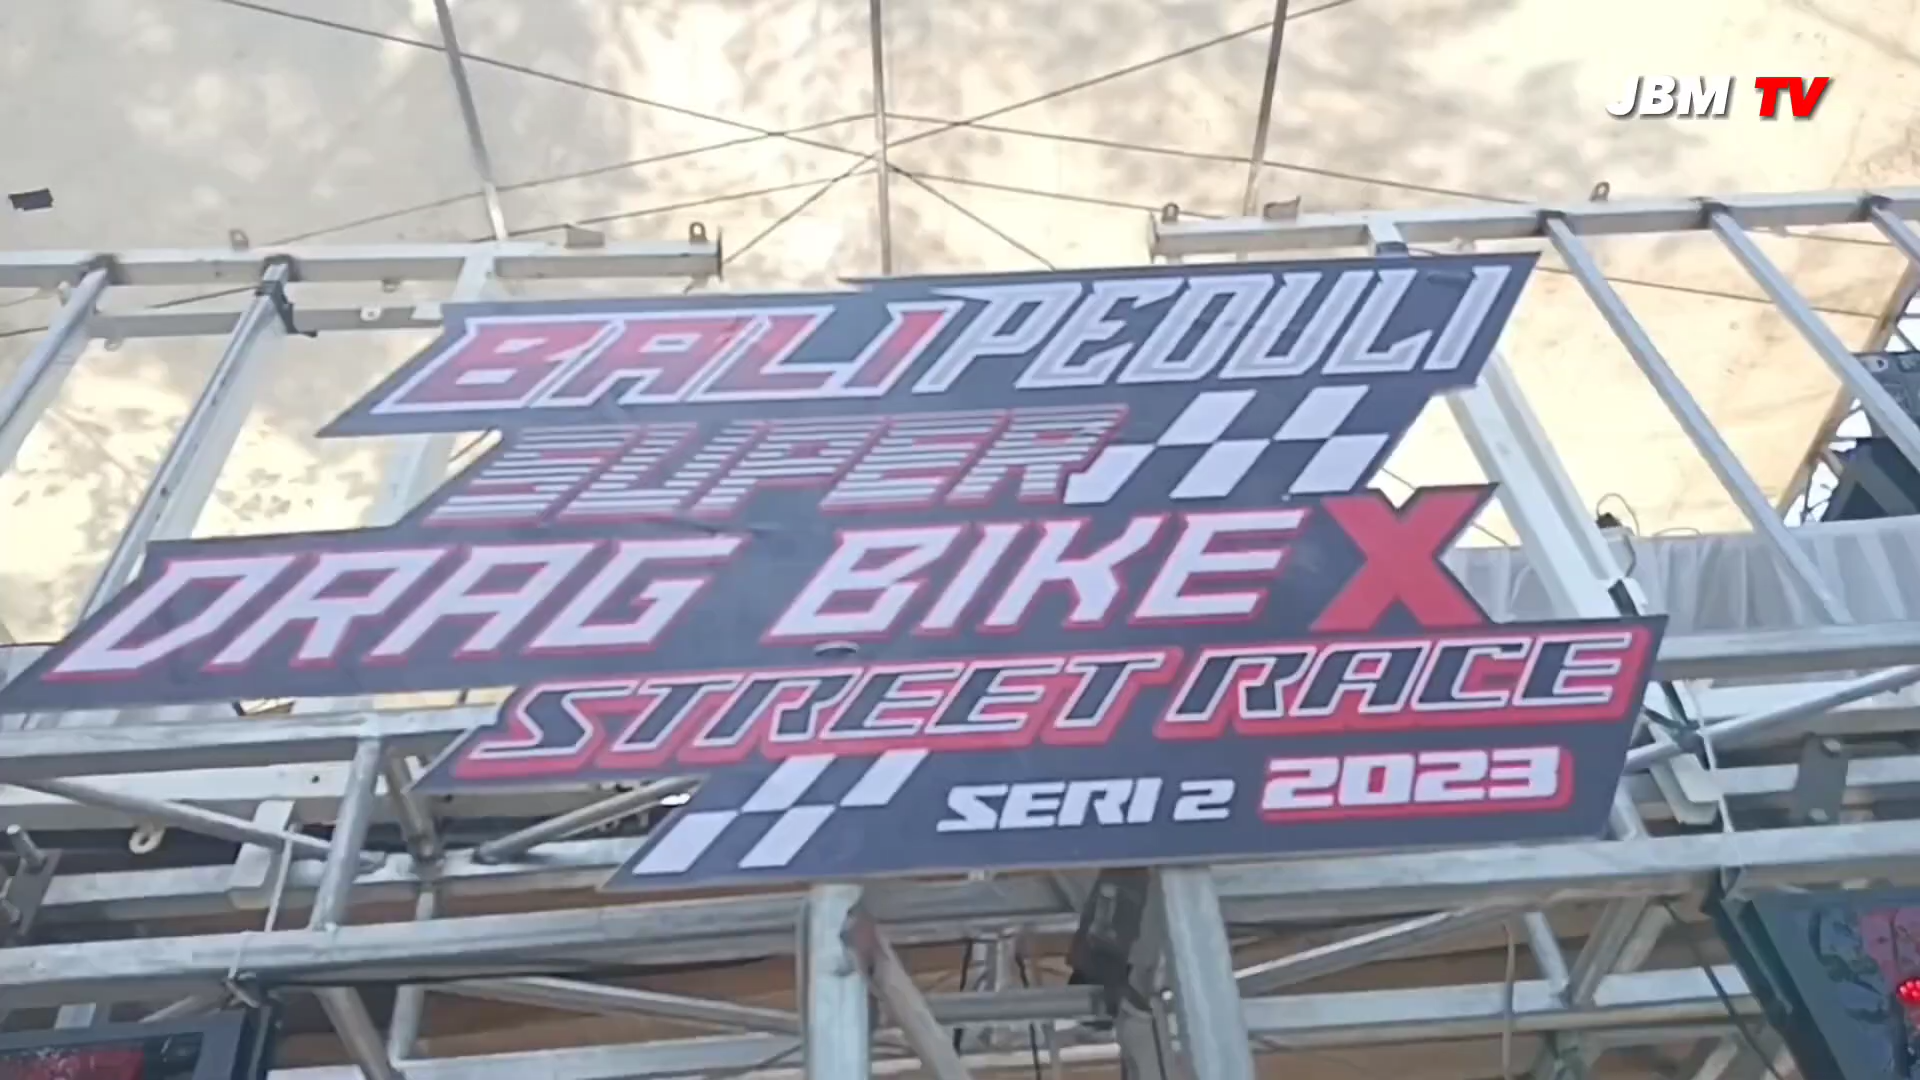 JBM TV
BALI PEDULI
SUPER
DRAG BIKE X
STREET RACE
SERI 2 2023